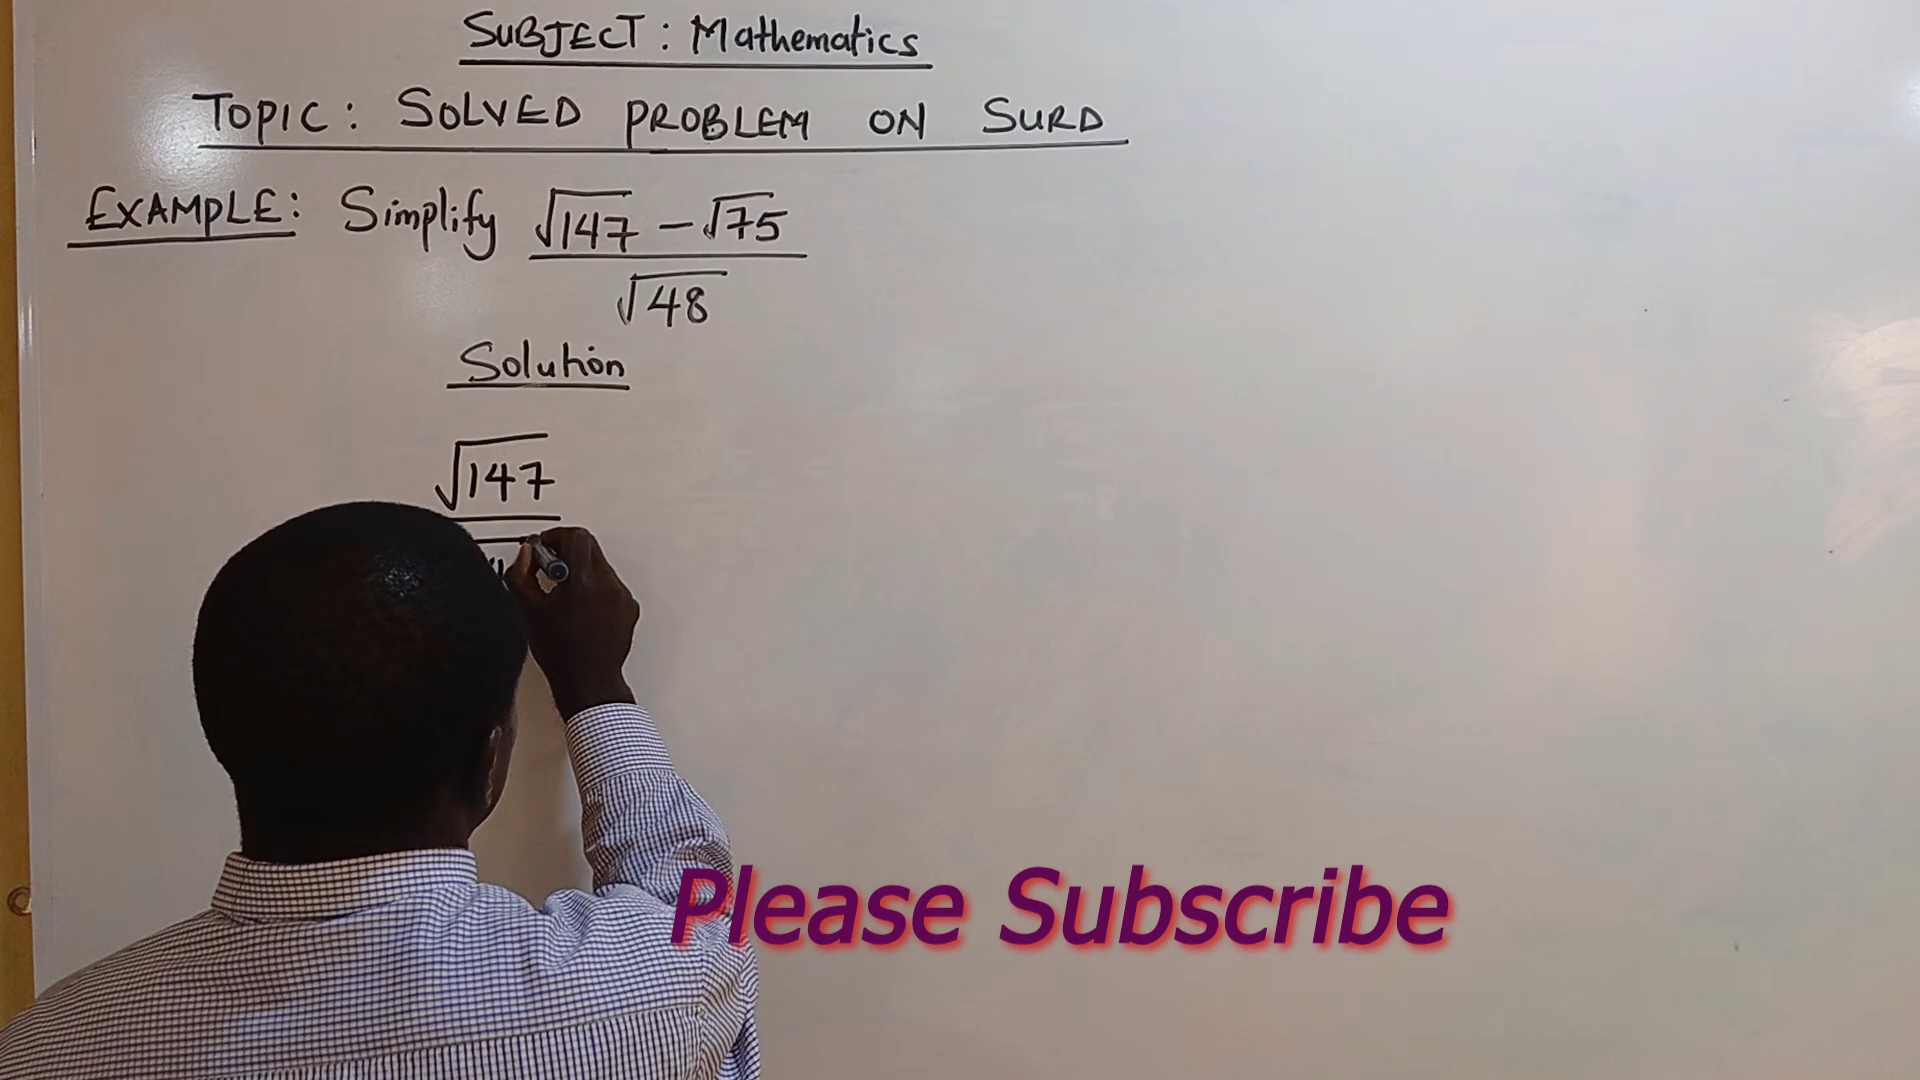 SUBJECT: Mathematics
TOPIC: SOLVED PROBLEM ON SURD
EXAMPLE: Simplify √147 − √75
√48
Solution
√147
Please Subscribe